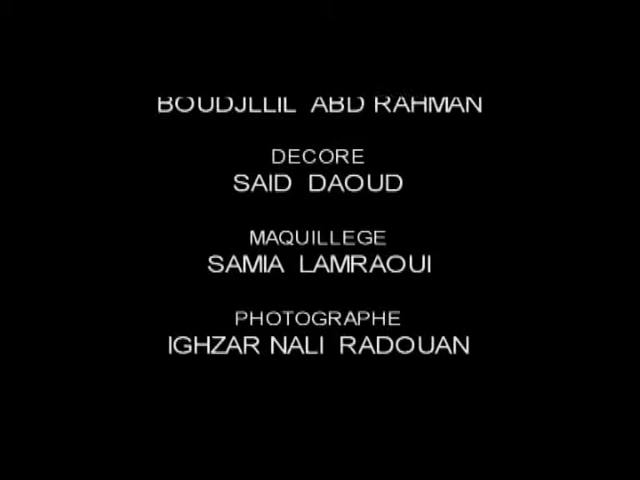 BOUDJLLIL ABD RAHMAN
DECORE
SAID DAOUD
MAQUILLEGE
SAMIA LAMRAOUI
PHOTOGRAPHE
IGHZAR NALI RADOUAN